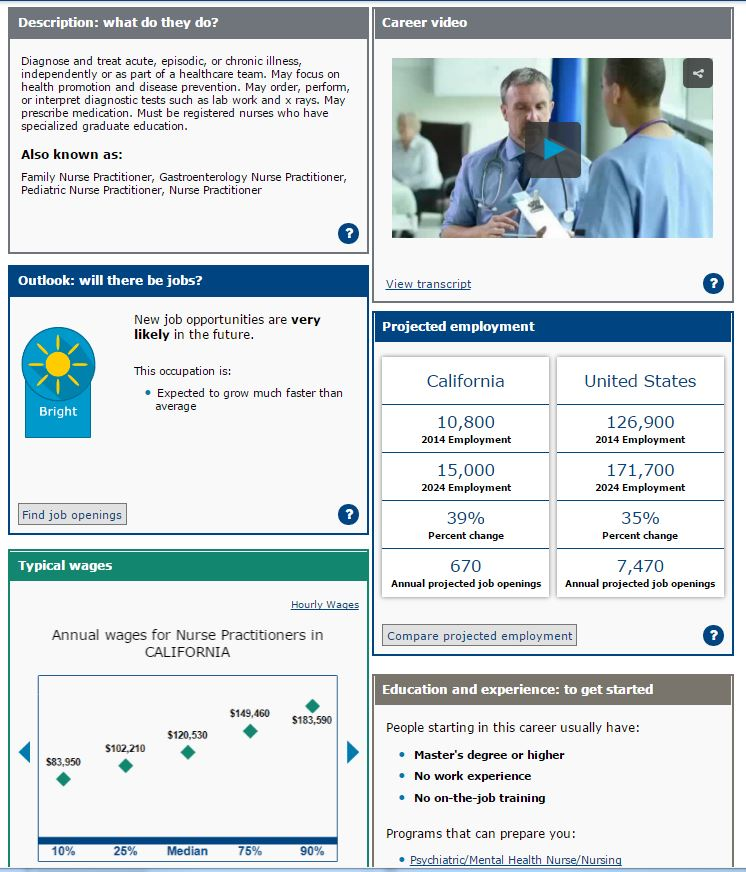 Description: what do they do?
Diagnose and treat acute, episodic, or chronic illness,
independently or as part of a healthcare team. May focus on
health promotion and disease prevention. May order, perform,
or interpret diagnostic tests such as lab work and x rays. May
prescribe medication. Must be registered nurses who have
specialized graduate education.
Also known as:
Family Nurse Practitioner, Gastroenterology Nurse Practitioner,
Pediatric Nurse Practitioner, Nurse Practitioner
?
Career video
View transcript
?
Outlook: will there be jobs?
Bright
New job opportunities are very
likely in the future.
This occupation is:
• Expected to grow much faster than
average
Find job openings
?
Projected employment
California
10,800
2014 Employment
15,000
2024 Employment
39%
Percent change
670
Annual projected job openings
United States
126,900
2014 Employment
171,700
2024 Employment
35%
Percent change
7,470
Annual projected job openings
Compare projected employment
?
Typical wages
Hourly Wages
Annual wages for Nurse Practitioners in
CALIFORNIA
$83,950
$102,210
$120,530
$149,460
$183,590
10% 25% Median 75% 90%
Education and experience: to get started
People starting in this career usually have:
• Master's degree or higher
• No work experience
• No on-the-job training
Programs that can prepare you:
• Psychiatric/Mental Health Nurse/Nursing